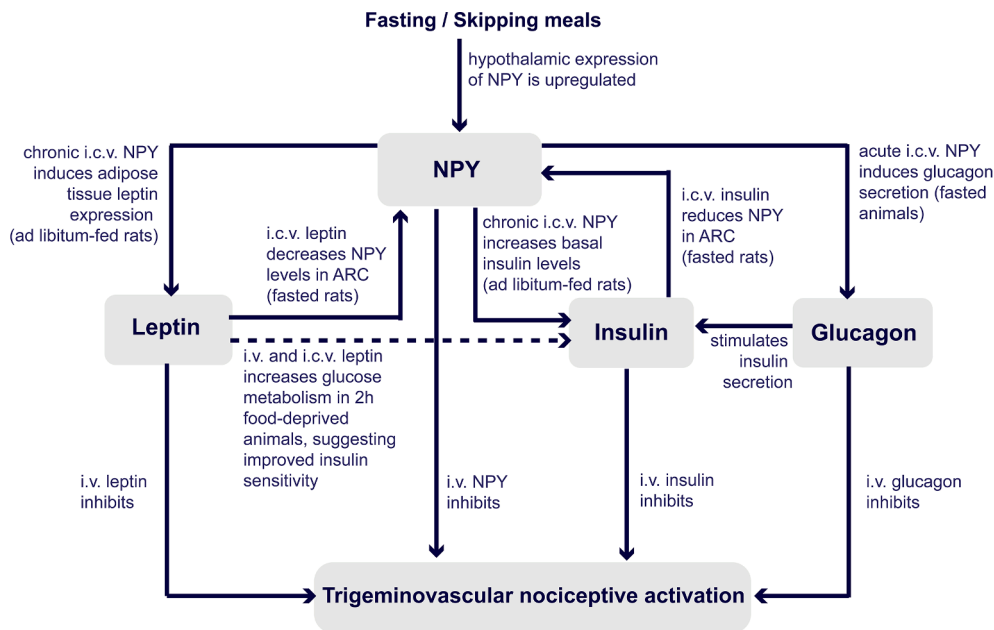 Fasting / Skipping meals
hypothalamic expression
of NPY is upregulated
NPY
chronic i.c.v. NPY
induces adipose
tissue leptin
expression
(ad libitum-fed rats)
i.c.v. leptin
decreases NPY
levels in ARC
(fasted rats)
chronic i.c.v. NPY
increases basal
insulin levels
(ad libitum-fed rats)
i.c.v. insulin
reduces NPY
in ARC
(fasted rats)
acute i.c.v. NPY
induces glucagon
secretion (fasted
animals)
Leptin
Insulin
Glucagon
i.v. and i.c.v. leptin
increases glucose
metabolism in 2h
food-deprived
animals, suggesting
improved insulin
sensitivity
stimulates
insulin
secretion
i.v. leptin
inhibits
i.v. NPY
inhibits
i.v. insulin
inhibits
i.v. glucagon
inhibits
Trigeminovascular nociceptive activation